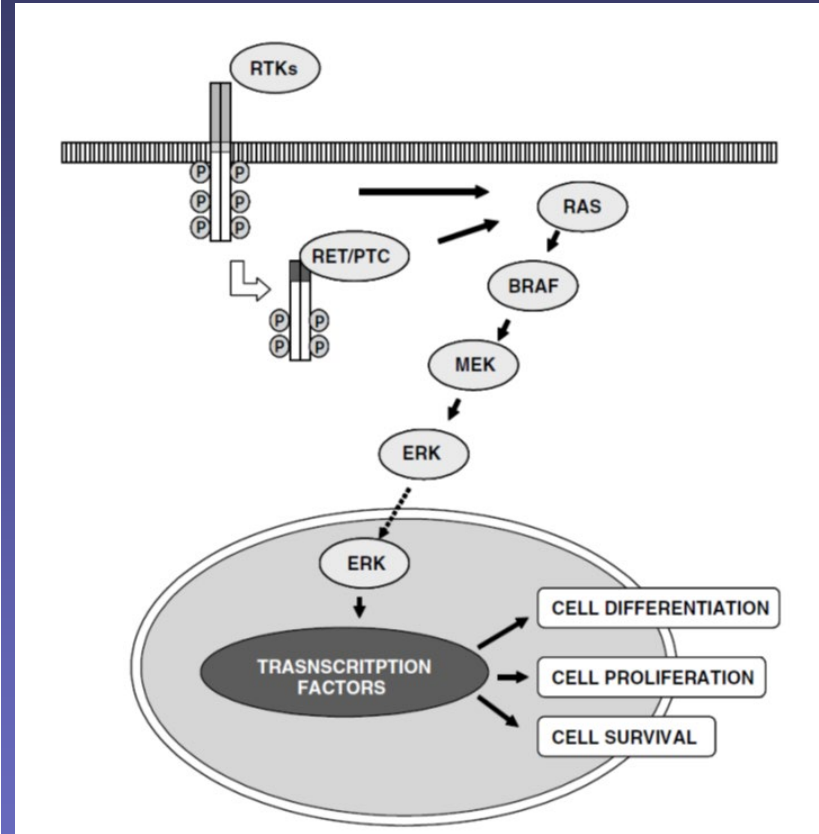 RTKs
P P
P P
P P
RAS
RET/PTC
BRAF
P P
P P
MEK
ERK
ERK
TRASNSCRITPTION
FACTORS
CELL DIFFERENTIATION
CELL PROLIFERATION
CELL SURVIVAL